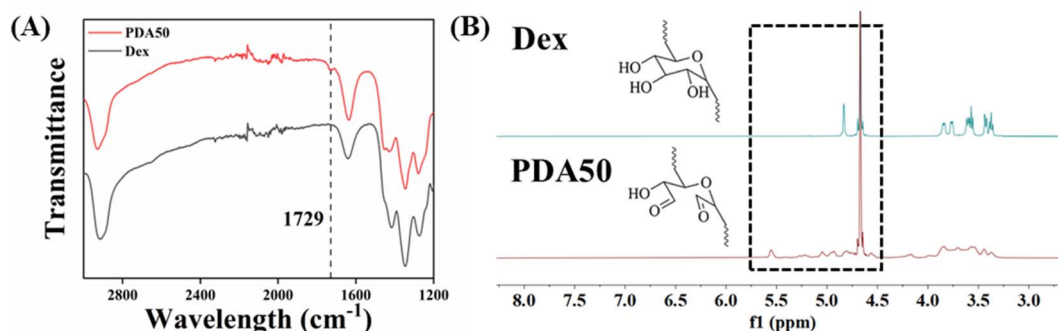 (A)
PDA50
Dex
Transmittance
1729
2800
2400
2000
1600
1200
Wavelength (cm⁻¹)
(B)
Dex
HO
O
HO
OH
PDA50
HO
O
O
O
8.0
7.5
7.0
6.5
6.0
5.5
5.0
4.5
4.0
3.5
3.0
f1 (ppm)